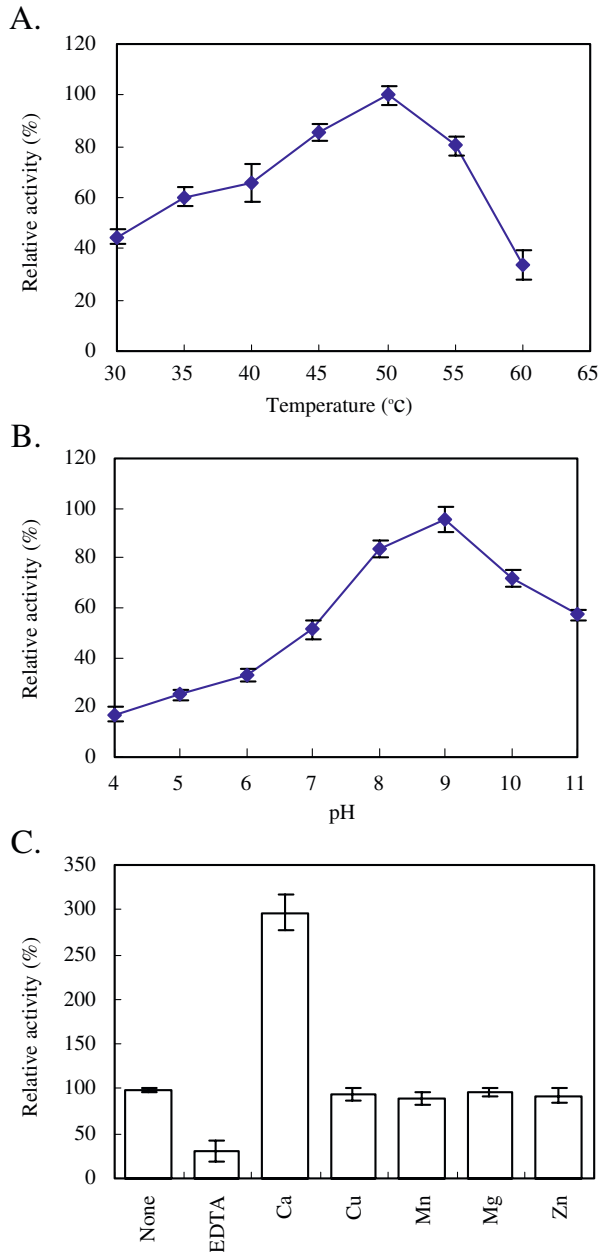 A.
Relative activity (%)
120
100
80
60
40
20
0
30 35 40 45 50 55 60 65
Temperature (°C)
B.
Relative activity (%)
120
100
80
60
40
20
0
4 5 6 7 8 9 10 11
pH
C.
Relative activity (%)
350
300
250
200
150
100
50
0
None EDTA Ca Cu Mn Mg Zn